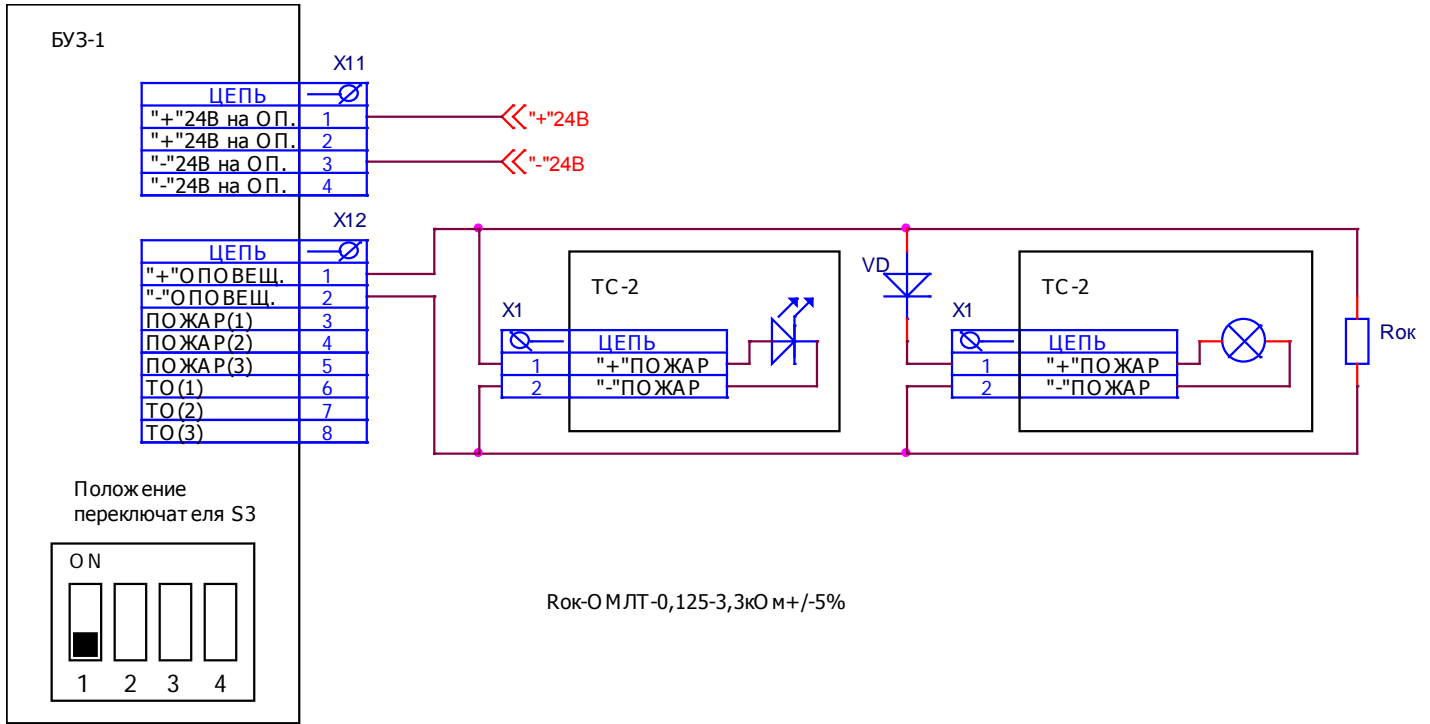 БУЗ-1
X11
ЦЕПЬ
"+"24В на ОП. 1
"+"24В на ОП. 2
"-"24В на ОП. 3
"-"24В на ОП. 4
"+"24В
"-"24В
X12
ЦЕПЬ
"+"ОПОВЕЩ. 1
"-"ОПОВЕЩ. 2
ПОЖАР(1) 3
ПОЖАР(2) 4
ПОЖАР(3) 5
ТО(1) 6
ТО(2) 7
ТО(3) 8
ТС-2
X1
ЦЕПЬ
1 "+"ПОЖАР
2 "-"ПОЖАР
VD
ТС-2
X1
ЦЕПЬ
1 "+"ПОЖАР
2 "-"ПОЖАР
Rок
Положение
переключателя S3
ON
1 2 3 4
Rок-ОМЛТ-0,125-3,3кОм+/-5%